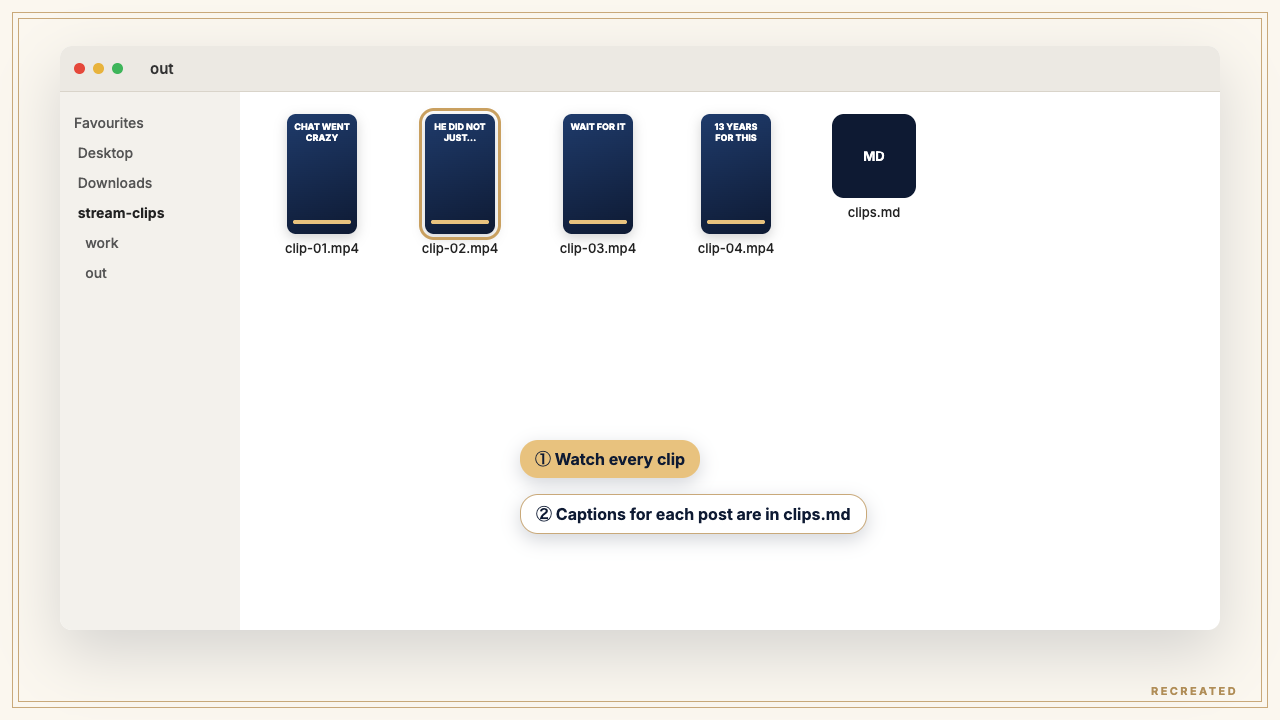 out
Favourites
Desktop
Downloads
stream-clips
work
out
CHAT WENT
CRAZY
clip-01.mp4
HE DID NOT
JUST...
clip-02.mp4
WAIT FOR IT
clip-03.mp4
13 YEARS
FOR THIS
clip-04.mp4
MD
clips.md
① Watch every clip
② Captions for each post are in clips.md
RECREATED